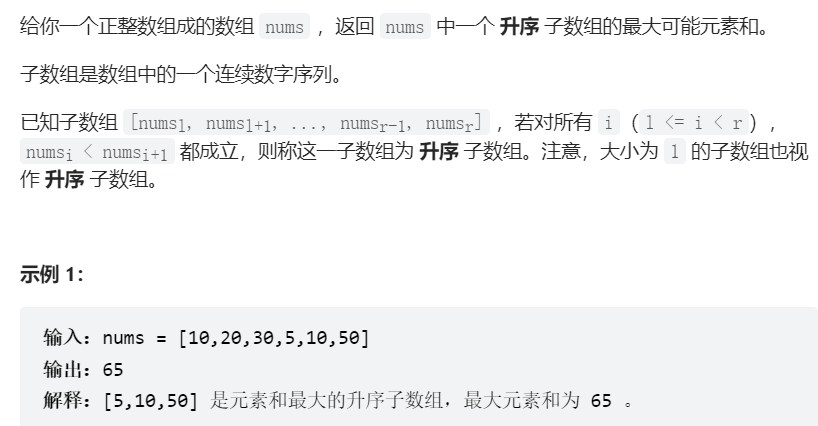 给你一个正整数组成的数组 nums ，返回 nums 中一个 升序 子数组的最大可能元素和。
子数组是数组中的一个连续数字序列。
已知子数组 [numsl, numsl+1, ..., numsr-1, numsr] ，若对所有 i（l <= i < r），
numsi < numsi+1 都成立，则称这一子数组为 升序 子数组。注意，大小为 1 的子数组也视
作 升序 子数组。
示例 1：
输入：nums = [10,20,30,5,10,50]
输出：65
解释：[5,10,50] 是元素和最大的升序子数组，最大元素和为 65 。